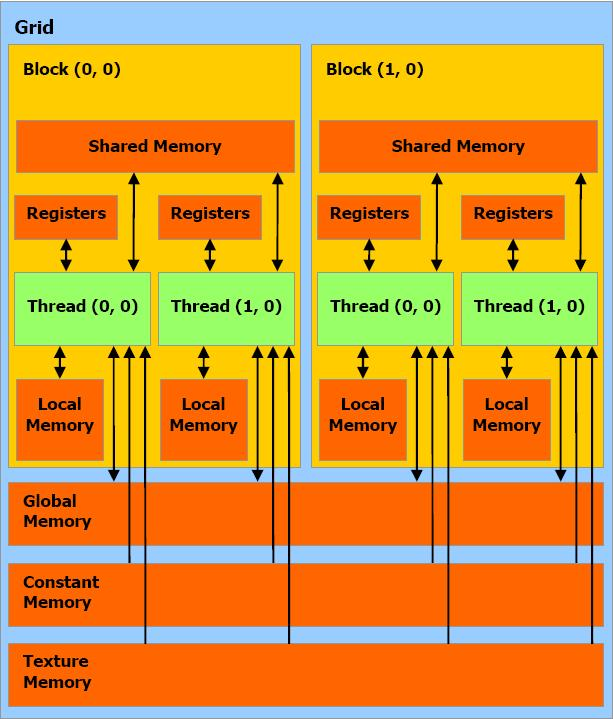 Grid
Block (0, 0)
Block (1, 0)
Shared Memory
Shared Memory
Registers
Registers
Registers
Registers
Thread (0, 0)
Thread (1, 0)
Thread (0, 0)
Thread (1, 0)
Local
Memory
Local
Memory
Local
Memory
Local
Memory
Global
Memory
Constant
Memory
Texture
Memory